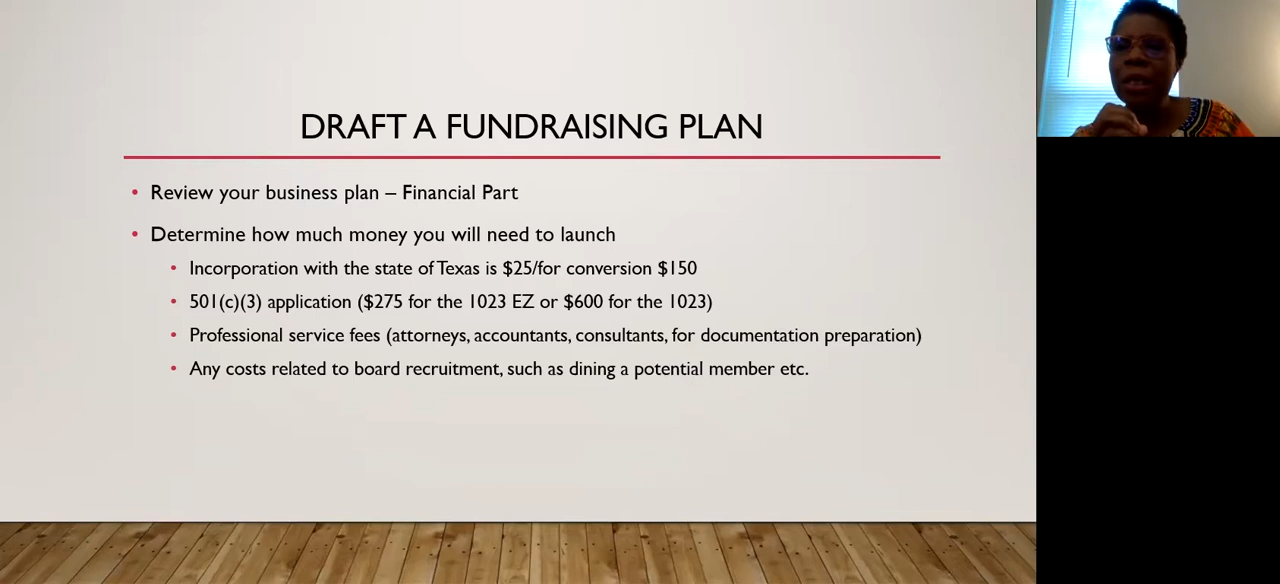 DRAFT A FUNDRAISING PLAN
• Review your business plan – Financial Part
• Determine how much money you will need to launch
• Incorporation with the state of Texas is $25/for conversion $150
• 501(c)(3) application ($275 for the 1023 EZ or $600 for the 1023)
• Professional service fees (attorneys, accountants, consultants, for documentation preparation)
• Any costs related to board recruitment, such as dining a potential member etc.